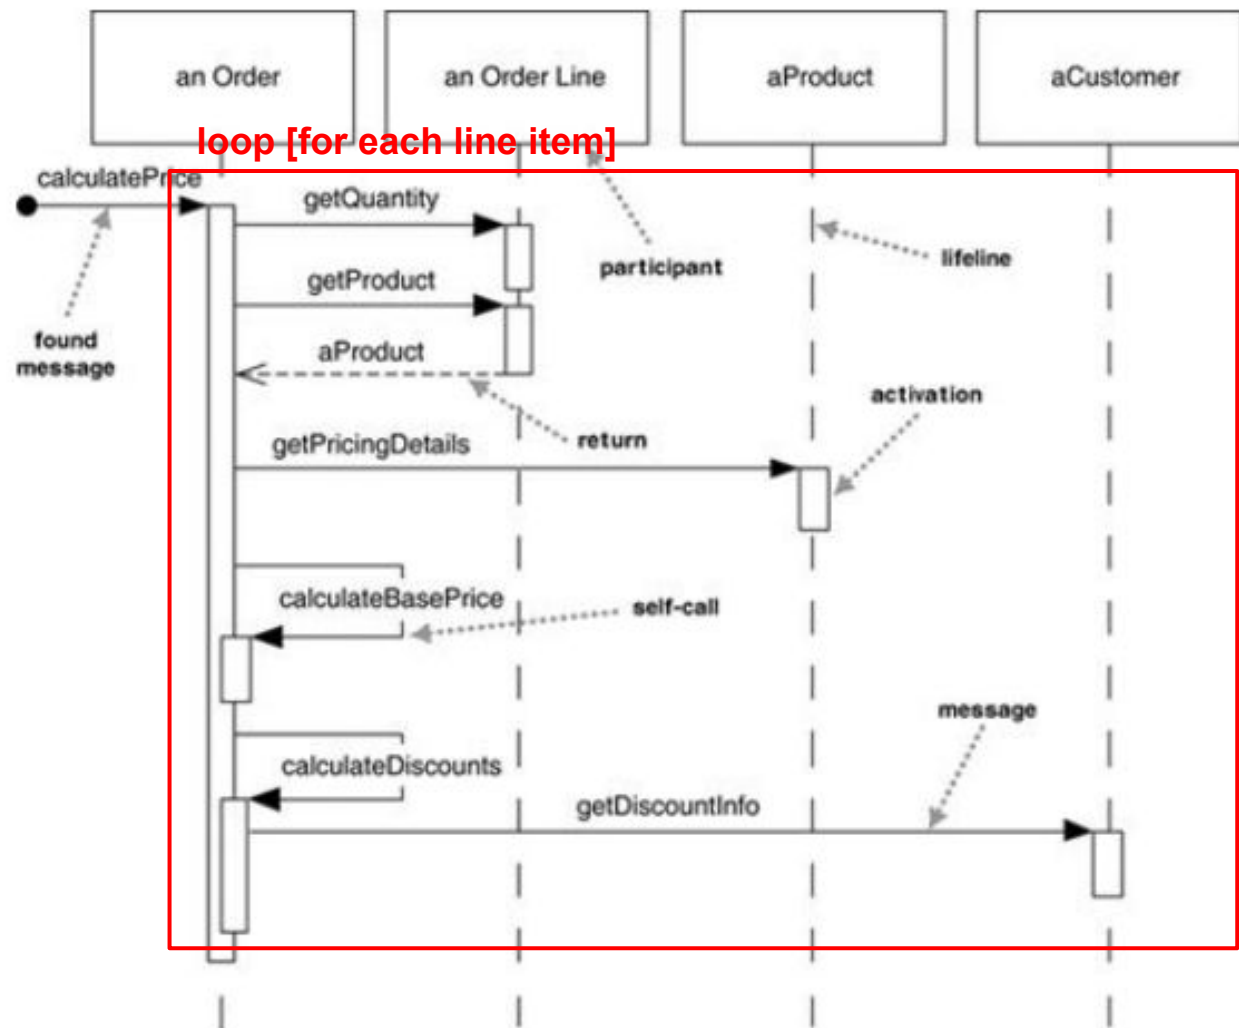 an Order
an Order Line
aProduct
aCustomer
loop [for each line item]
calculatePrice
getQuantity
participant
lifeline
getProduct
found
message
aProduct
activation
return
getPricingDetails
calculateBasePrice
self-call
message
calculateDiscounts
getDiscountInfo